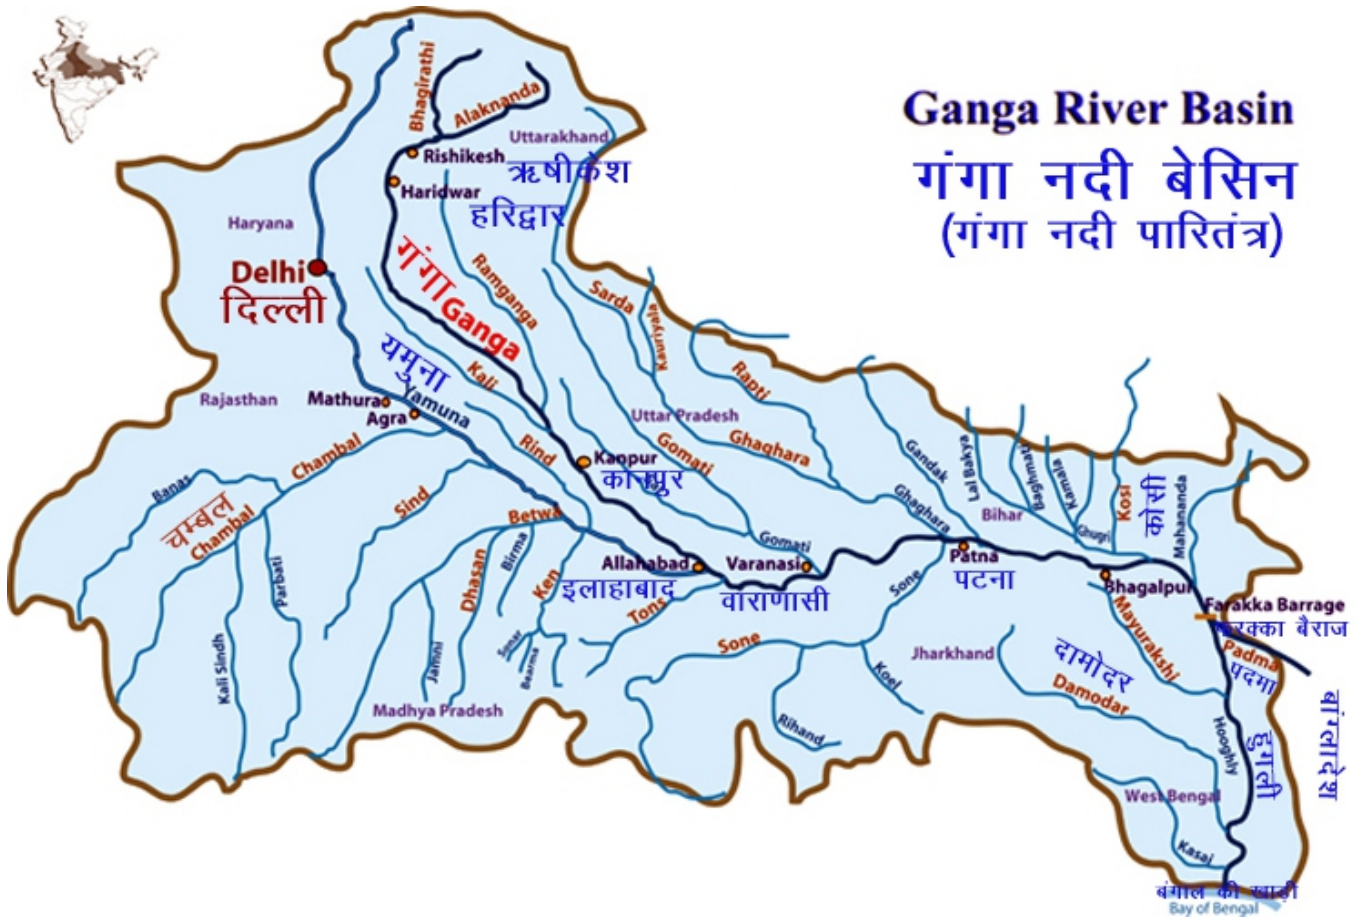 Ganga River Basin
गंगा नदी बेसिन
(गंगा नदी पारितंत्र)
Bhagirathi
Alaknanda
Uttarakhand
Rishikesh
ऋषीकेश
Haridwar
हरिद्वार
Haryana
Delhi
दिल्ली
गंगा
Ganga
Ramganga
Sarda
Kauriyala
यमुना
Yamuna
Kali
Rapti
Rajasthan
Mathura
Agra
Uttar Pradesh
Chambal
Rind
Kanpur
कानपुर
Gomati
Ghaghara
Gandak
Lal Bakya
Baghmati
Kamala
Kosi
कोसी
Mahananda
Banas
चम्बल
Chambal
Sind
Betwa
Ghaghara
Bihar
Ghugri
Parbati
Dhasan
Birma
Ken
Gomati
Allahabad
इलाहाबाद
Varanasi
वाराणसी
Patna
पटना
Bhagalpur
Farakka Barrage
फरक्का बैराज
Tons
Sone
Sone
Mayurakshi
Padma
पदमा
Kali Sindh
Jamni
Sonar
Bearma
Jharkhand
दामोदर
Damodar
Koel
Rihand
Madhya Pradesh
Hooghly
हुगली
बांग्लादेश
West Bengal
Kasai
बंगाल की खाड़ी
Bay of Bengal